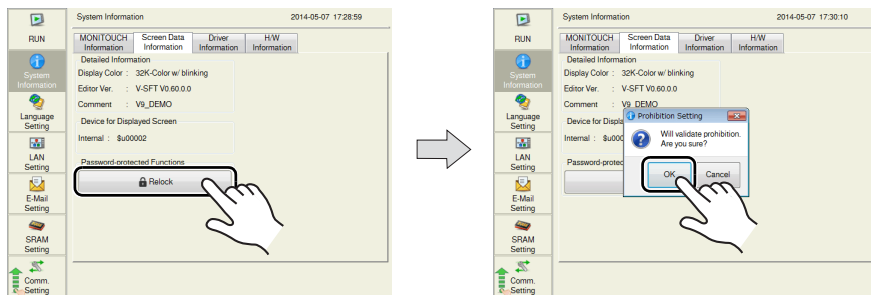 System Information 2014-05-07 17:28:59
RUN
MONITOUCH Information
Screen Data Information
Driver Information
H/W Information
Detailed Information
Display Color : 32K-Color w/ blinking
Editor Ver. : V-SFT V0.60.0.0
Comment : V9_DEMO
Device for Displayed Screen
Internal : $u00002
Password-protected Functions
Relock
System
Information
Language
Setting
LAN
Setting
E-Mail
Setting
SRAM
Setting
Comm.
Setting
System Information 2014-05-07 17:30:10
RUN
MONITOUCH Information
Screen Data Information
Driver Information
H/W Information
Detailed Information
Display Color : 32K-Color w/ blinking
Editor Ver. : V-SFT V0.60.0.0
Comment : V9_DEMO
Device for Displa
Internal : $u000
Password-protec
Prohibition Setting
Will validate prohibition.
Are you sure?
OK Cancel
System
Information
Language
Setting
LAN
Setting
E-Mail
Setting
SRAM
Setting
Comm.
Setting